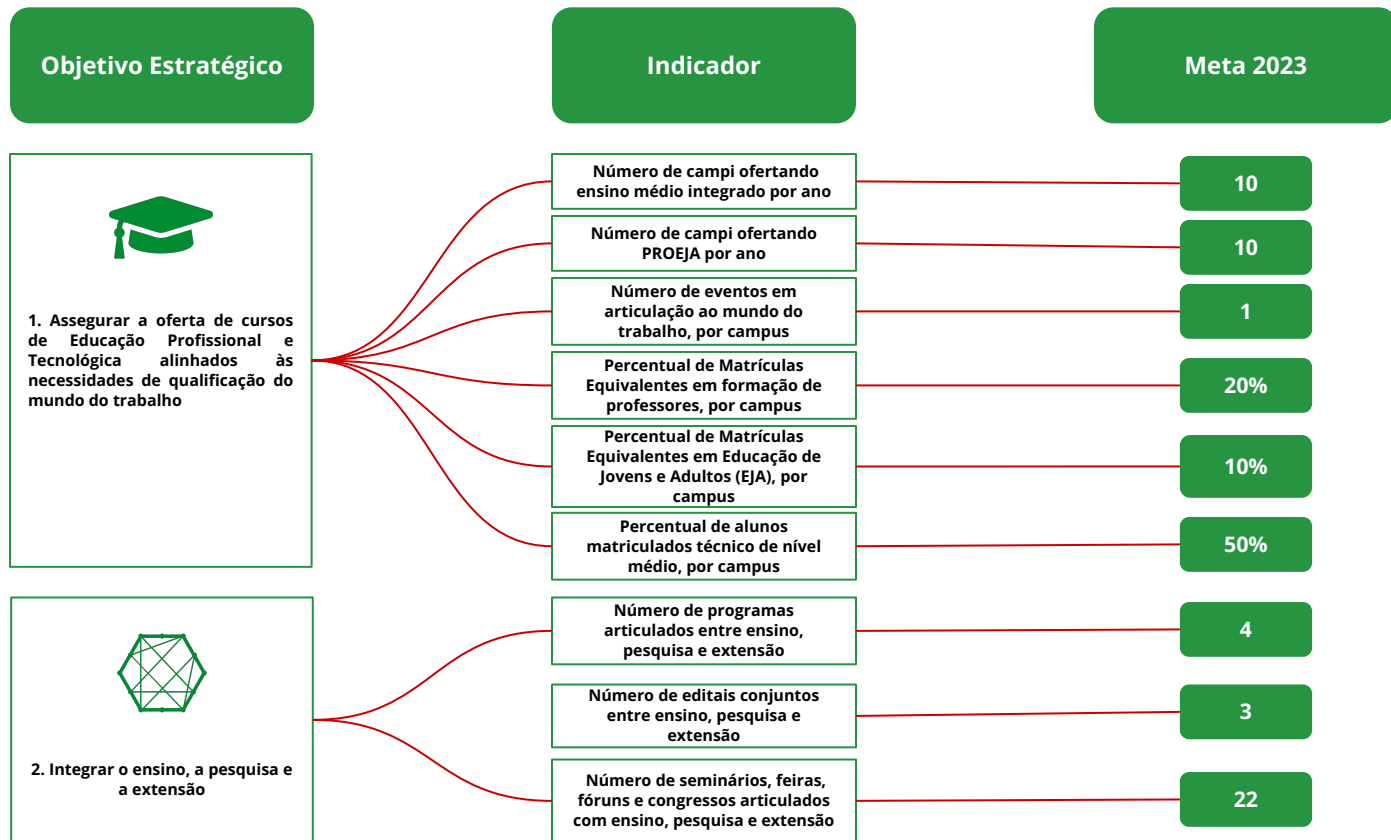 Objetivo Estratégico
Indicador
Meta 2023
1. Assegurar a oferta de cursos
de Educação Profissional e
Tecnológica alinhados às
necessidades de qualificação do
mundo do trabalho
Número de campi ofertando
ensino médio integrado por ano
10
Número de campi ofertando
PROEJA por ano
10
Número de eventos em
articulação ao mundo do
trabalho, por campus
1
Percentual de Matrículas
Equivalentes em formação de
professores, por campus
20%
Percentual de Matrículas
Equivalentes em Educação de
Jovens e Adultos (EJA), por
campus
10%
Percentual de alunos
matriculados técnico de nível
médio, por campus
50%
2. Integrar o ensino, a pesquisa e
a extensão
Número de programas
articulados entre ensino,
pesquisa e extensão
4
Número de editais conjuntos
entre ensino, pesquisa e
extensão
3
Número de seminários, feiras,
fóruns e congressos articulados
com ensino, pesquisa e extensão
22